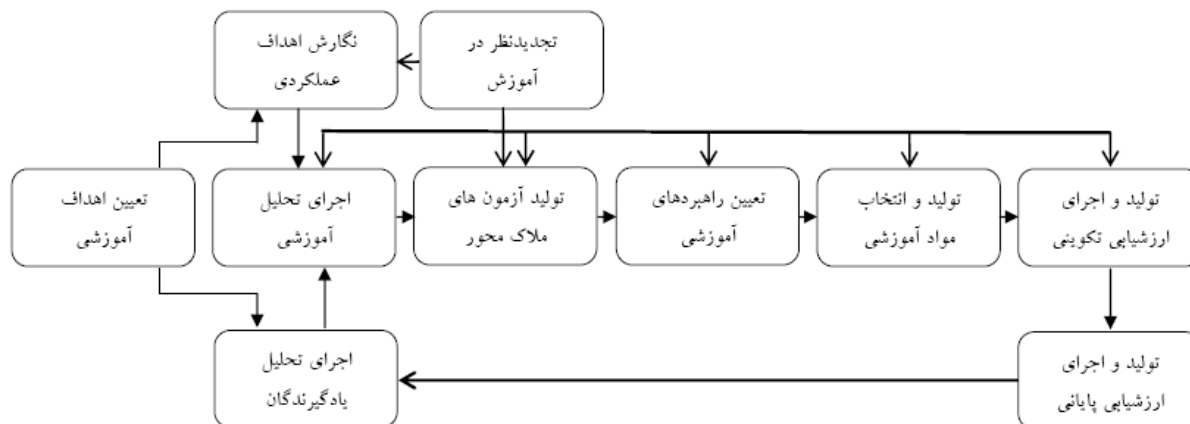 تجدیدنظر در
آموزش
نگارش اهداف
عملکردی
تعیین اهداف
آموزشی
اجرای تحلیل
آموزشی
تولید آزمون های
ملاک محور
تعیین راهبردهای
آموزشی
تولید و انتخاب
مواد آموزشی
تولید و اجرای
ارزشیابی تکوینی
اجرای تحلیل
یادگیرندگان
تولید و اجرای
ارزشیابی پایانی